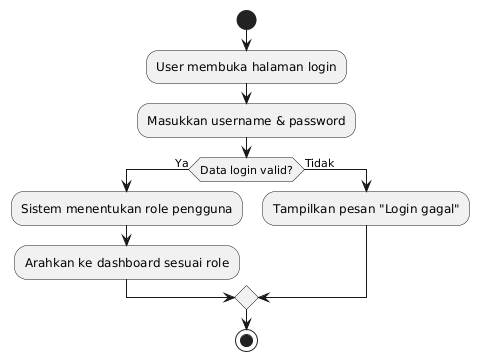 User membuka halaman login
Masukkan username & password
Data login valid?
Ya
Tidak
Sistem menentukan role pengguna
Tampilkan pesan "Login gagal"
Arahkan ke dashboard sesuai role